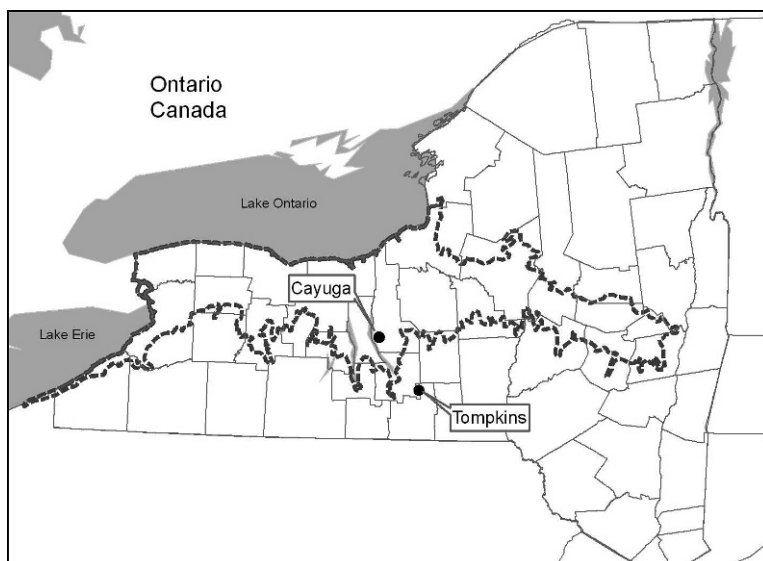 Ontario
Canada
Lake Ontario
Cayuga
Lake Erie
Tompkins